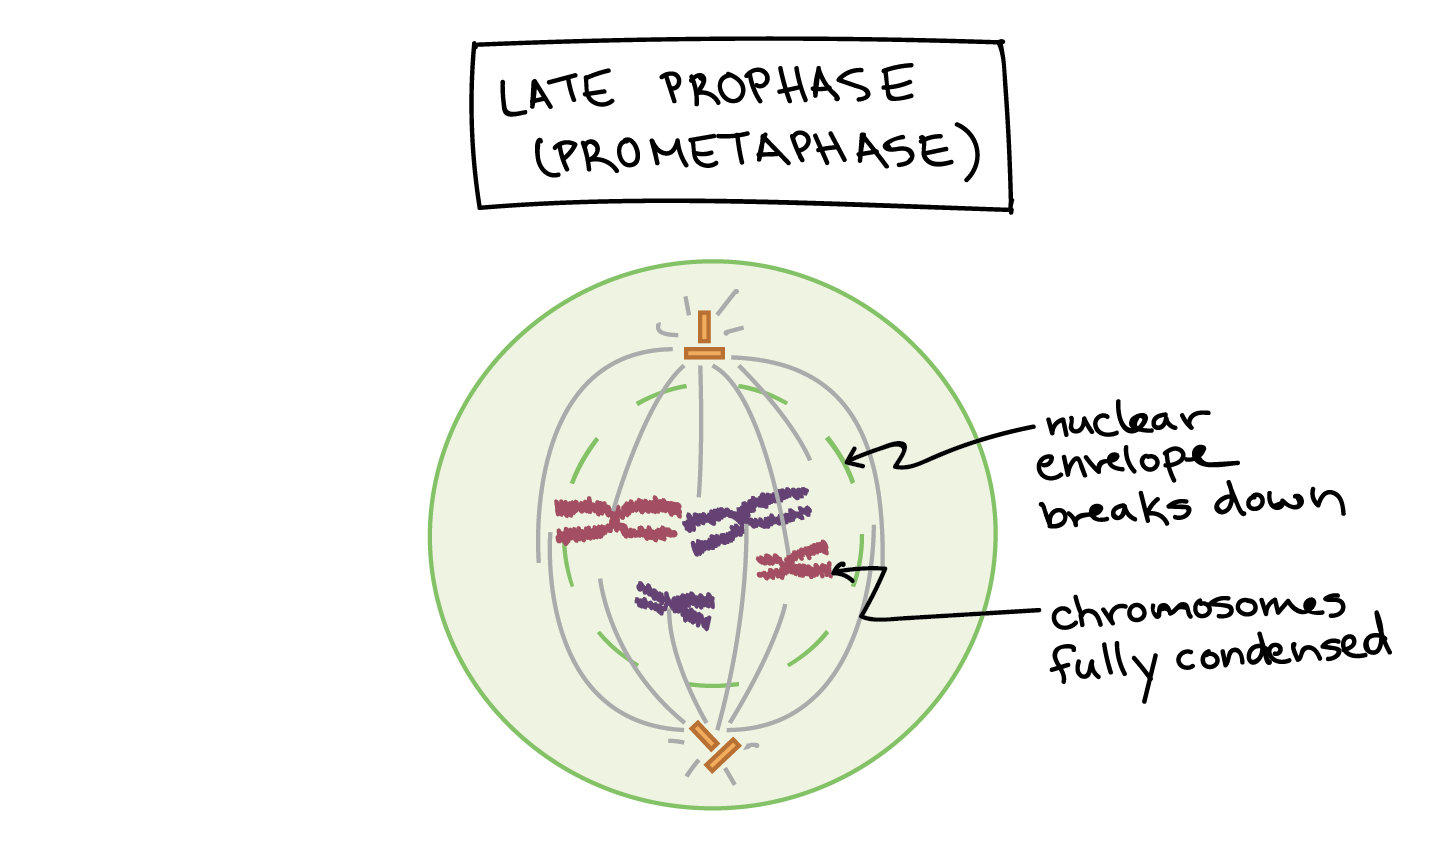 LATE PROPHASE
(PROMETAPHASE)
nuclear
envelope
breaks down
chromosomes
fully condensed